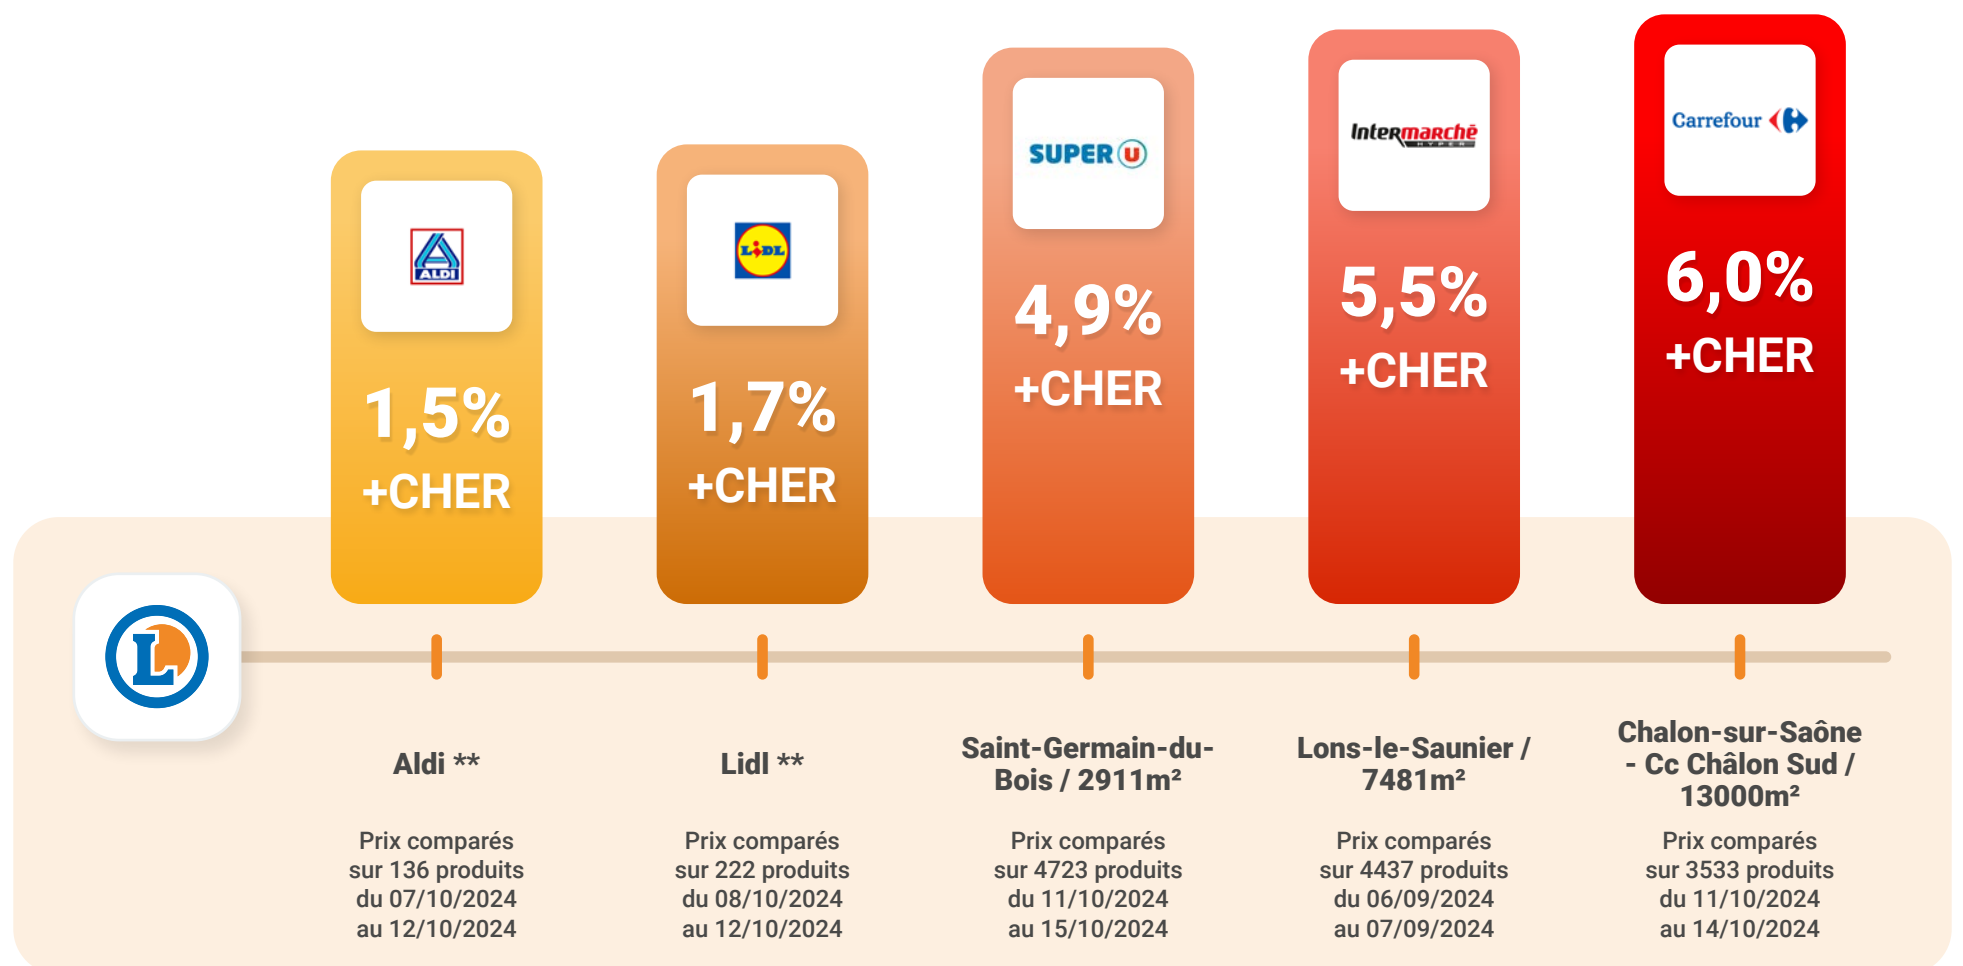 ALDI
1,5%
+CHER
LIDL
1,7%
+CHER
SUPER U
4,9%
+CHER
Intermarchē
HYPER
5,5%
+CHER
Carrefour
6,0%
+CHER
L
Aldi **
Prix comparés
sur 136 produits
du 07/10/2024
au 12/10/2024
Lidl **
Prix comparés
sur 222 produits
du 08/10/2024
au 12/10/2024
Saint-Germain-du-
Bois / 2911m²
Prix comparés
sur 4723 produits
du 11/10/2024
au 15/10/2024
Lons-le-Saunier /
7481m²
Prix comparés
sur 4437 produits
du 06/09/2024
au 07/09/2024
Chalon-sur-Saône
- Cc Châlon Sud /
13000m²
Prix comparés
sur 3533 produits
du 11/10/2024
au 14/10/2024